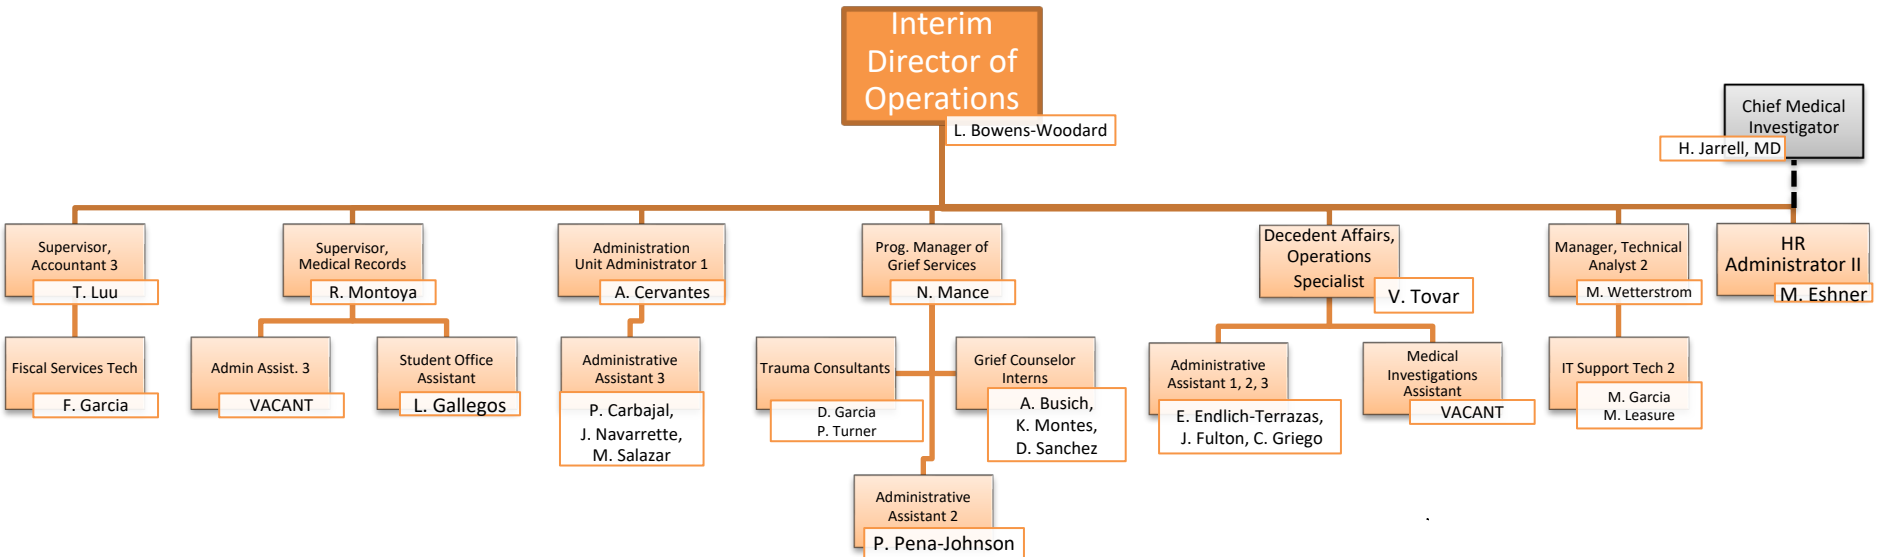 Interim
Director of
Operations
L. Bowens-Woodard
Chief Medical
Investigator
H. Jarrell, MD
Supervisor,
Accountant 3
T. Luu
Supervisor,
Medical Records
R. Montoya
Administration
Unit Administrator 1
A. Cervantes
Prog. Manager of
Grief Services
N. Mance
Decedent Affairs,
Operations
Specialist
V. Tovar
Manager, Technical
Analyst 2
M. Wetterstrom
HR
Administrator II
M. Eshner
Fiscal Services Tech
F. Garcia
Admin Assist. 3
VACANT
Student Office
Assistant
L. Gallegos
Administrative
Assistant 3
P. Carbajal,
J. Navarrette,
M. Salazar
Trauma Consultants
D. Garcia
P. Turner
Grief Counselor
Interns
A. Busich,
K. Montes,
D. Sanchez
Administrative
Assistant 1, 2, 3
E. Endlich-Terrazas,
J. Fulton, C. Griego
Medical
Investigations
Assistant
VACANT
IT Support Tech 2
M. Garcia
M. Leasure
Administrative
Assistant 2
P. Pena-Johnson